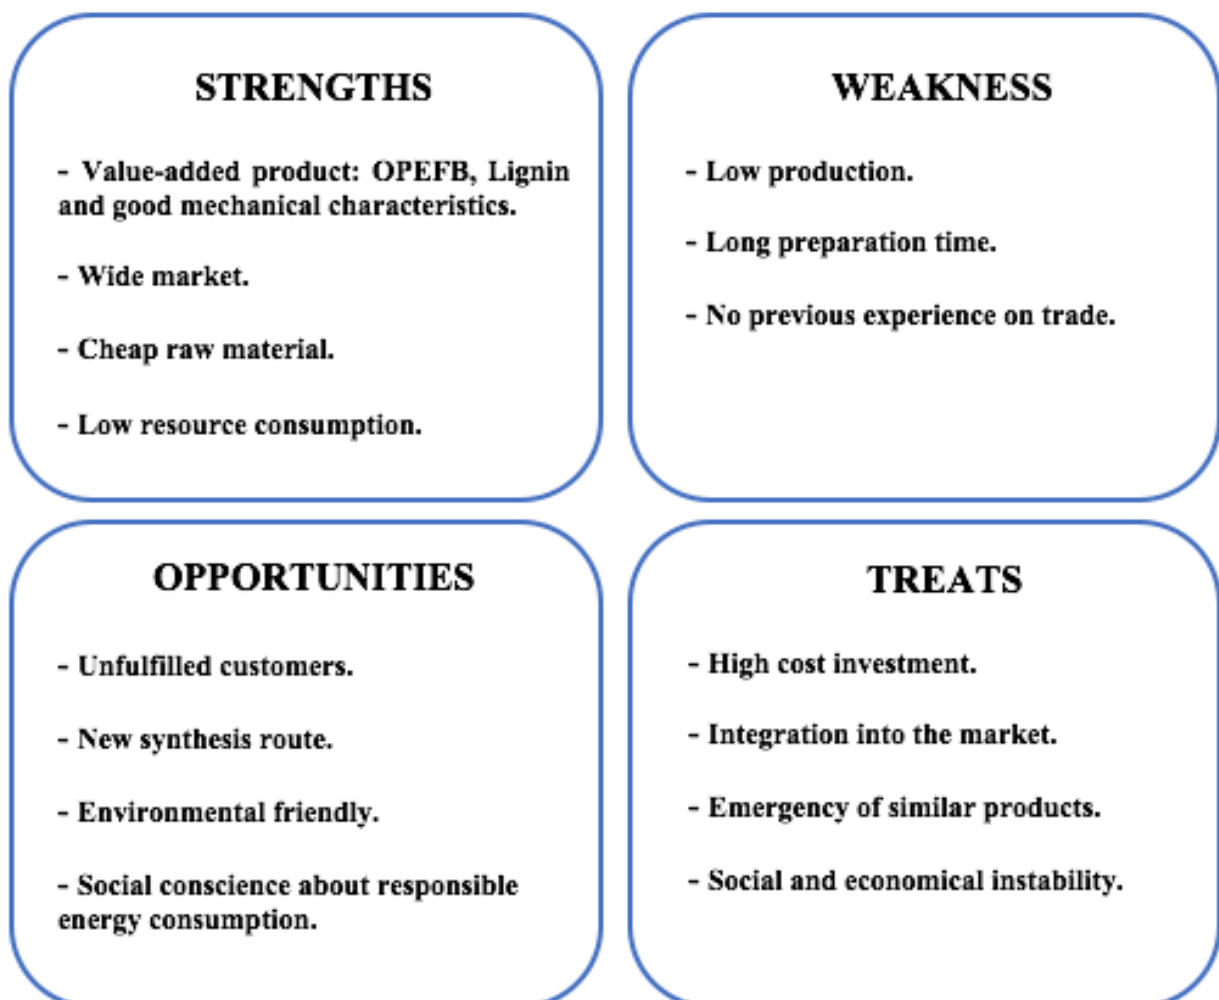 STRENGTHS
- Value-added product: OPEFB, Lignin
and good mechanical characteristics.
- Wide market.
- Cheap raw material.
- Low resource consumption.
WEAKNESS
- Low production.
- Long preparation time.
- No previous experience on trade.
OPPORTUNITIES
- Unfulfilled customers.
- New synthesis route.
- Environmental friendly.
- Social conscience about responsible
energy consumption.
TREATS
- High cost investment.
- Integration into the market.
- Emergency of similar products.
- Social and economical instability.